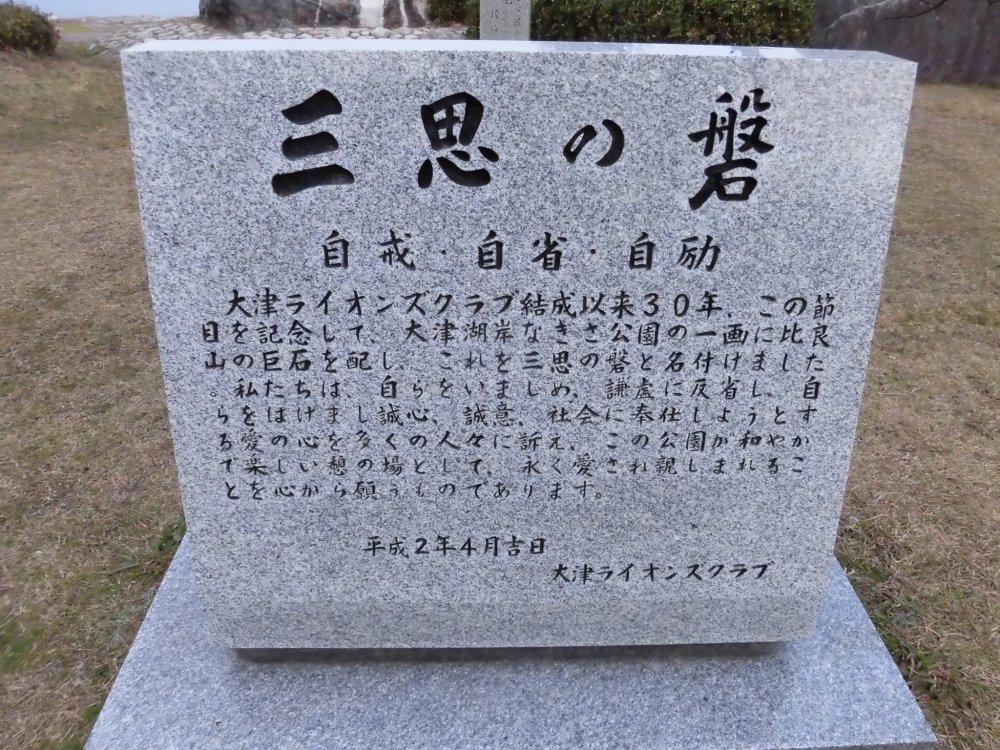 三思の磐
自戒・自省・自励
大津ライオンズクラブ結成以来30年、この節
目を記念して、大津湖岸なぎさ公園の一画に比良
山の巨石を配し、これを三思の磐と名付けました
。私たちは、自らをいましめ、謙虚に反省し、自
らをはげまし誠心、誠意、社会に奉仕しようとす
る愛の心を多くの人々に訴え、この公園が和やか
で楽しい憩の場として、永く愛され親しまれるこ
とを心から願うものであります。
平成2年4月吉日
大津ライオンズクラブ